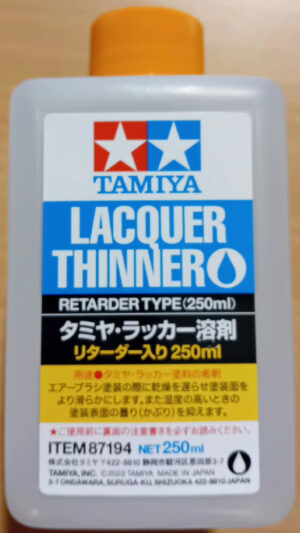 TAMIYA
LACQUER
THINNER
RETARDER TYPE (250ml)
タミヤ・ラッカー溶剤
リターダー入り 250ml
用途●タミヤ・ラッカー塗料の希釈
エアーブラシ塗装の際に乾燥を遅らせ塗装面を
より滑らかにします。また湿度の高いときの
塗装表面の曇り(かぶり)を抑えます。
★ご使用前に裏面の注意書きを必ずお読みください。
ITEM 87194 NET 250ml
株式会社タミヤ 〒422-8610 静岡市駿河区恩田原3-7
TAMIYA, INC. ©2022 TAMIYA MADE IN JAPAN
3-7 ONDAWARA, SURUGA-KU, SHIZUOKA 422-8610 JAPAN